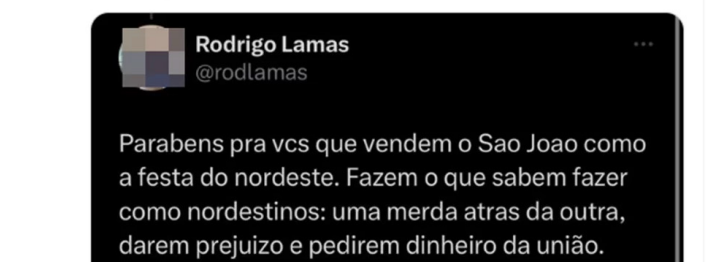 Rodrigo Lamas
@rodlamas
Parabens pra vcs que vendem o Sao Joao como
a festa do nordeste. Fazem o que sabem fazer
como nordestinos: uma merda atras da outra,
darem prejuizo e pedirem dinheiro da união.